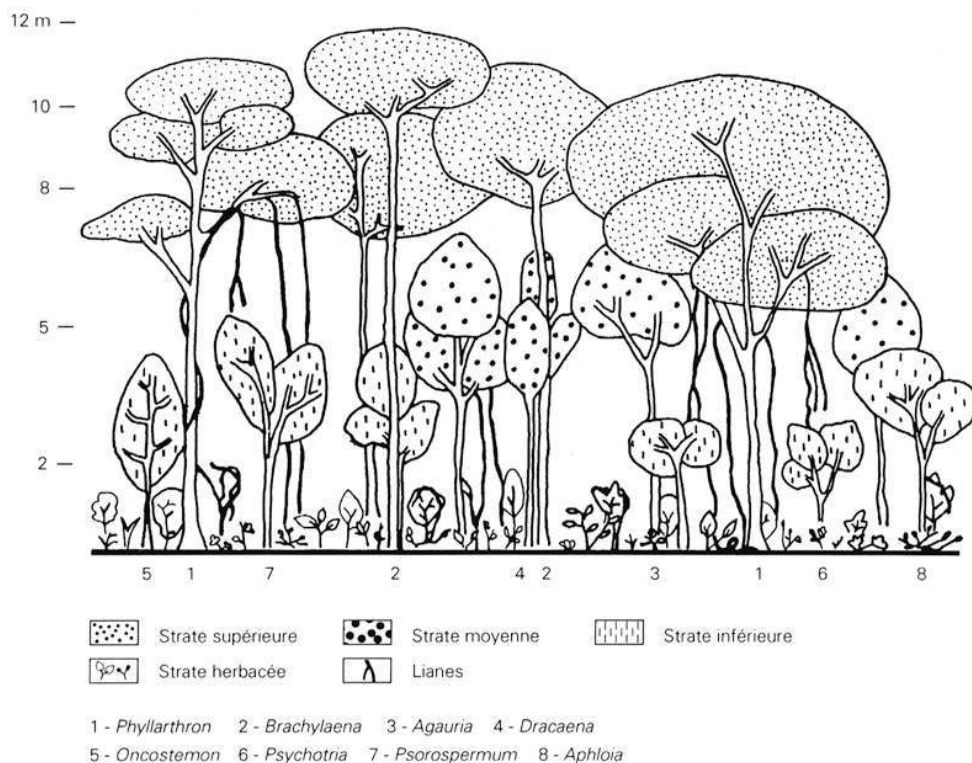 12 m
10
8
5
2
5 1 7 2 4 2 3 1 6 8
Strate supérieure Strate moyenne Strate inférieure
Strate herbacée Lianes
1 - Phyllarthron 2 - Brachylaena 3 - Agauria 4 - Dracaena
5 - Oncostemon 6 - Psychotria 7 - Psorospermum 8 - Aphloia